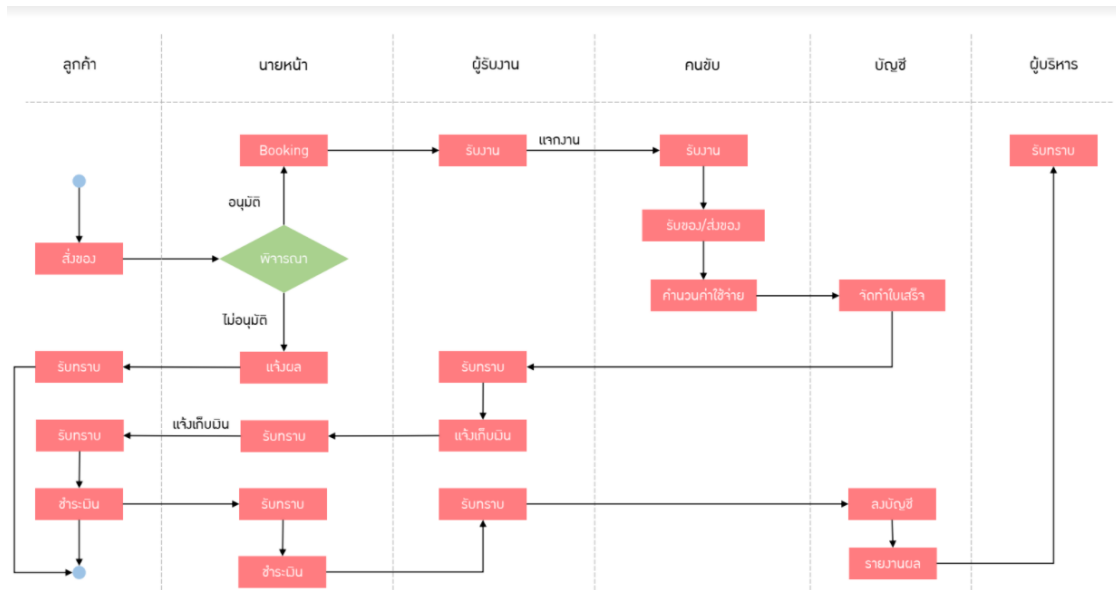 ลูกค้า
นายหน้า
ผู้รับงาน
คนขับ
บัญชี
ผู้บริหาร
Booking
รับงาน
แจกงาน
รับงาน
รับทราบ
อนุมัติ
รับของ/ส่งของ
สั่งของ
พิจารณา
คำนวนค่าใช้จ่าย
จัดทำใบเสร็จ
ไม่อนุมัติ
รับทราบ
แจ้งผล
รับทราบ
รับทราบ
แจ้งเก็บเงิน
รับทราบ
แจ้งเก็บเงิน
ชำระเงิน
รับทราบ
รับทราบ
ลงบัญชี
ชำระเงิน
รายงานผล